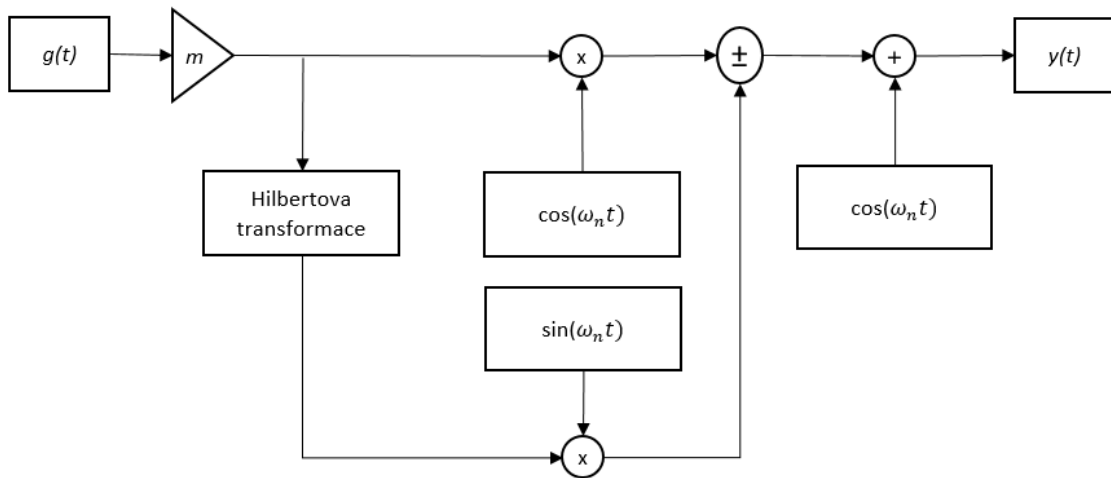 g(t)
m
x
±
+
y(t)
Hilbertova
transformace
cos(ωₙt)
cos(ωₙt)
sin(ωₙt)
x